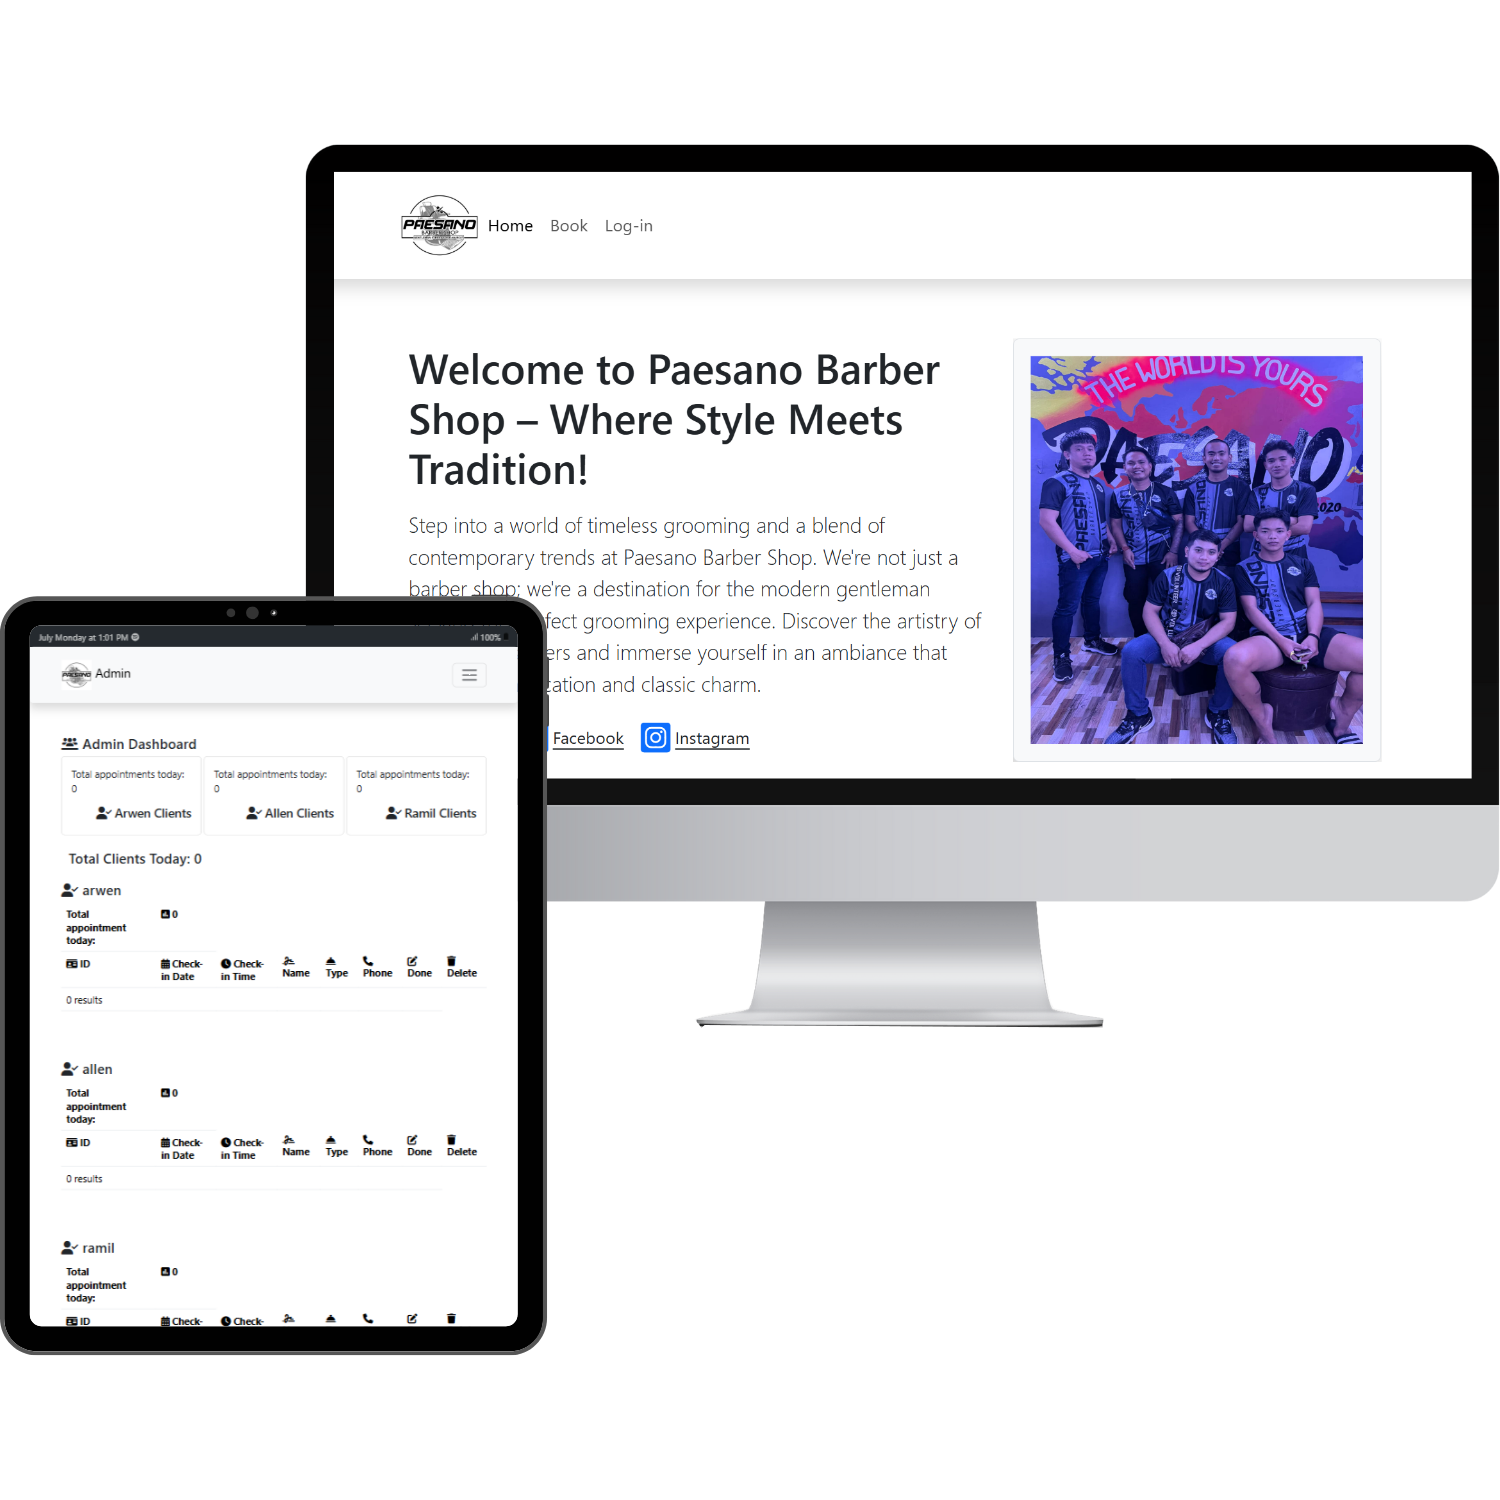 PAESANO
BARBERSHOP
Home Book Log-in
Welcome to Paesano Barber
Shop – Where Style Meets
Tradition!
Step into a world of timeless grooming and a blend of
contemporary trends at Paesano Barber Shop. We're not just a
barber shop; we're a destination for the modern gentleman
fect grooming experience. Discover the artistry of
ers and immerse yourself in an ambiance that
cation and classic charm.
Facebook Instagram
THE WORLD IS YOURS
PAESANO
2020
PAESANO
July Monday at 1:01 PM
100%
PAESANO Admin
Admin Dashboard
Total appointments today:
0
Arwen Clients
Total appointments today:
0
Allen Clients
Total appointments today:
0
Ramil Clients
Total Clients Today: 0
arwen
Total appointment today: 0
ID Check-in Date Check-in Time Name Type Phone Done Delete
0 results
allen
Total appointment today: 0
ID Check-in Date Check-in Time Name Type Phone Done Delete
0 results
ramil
Total appointment today: 0
ID Check- Check-